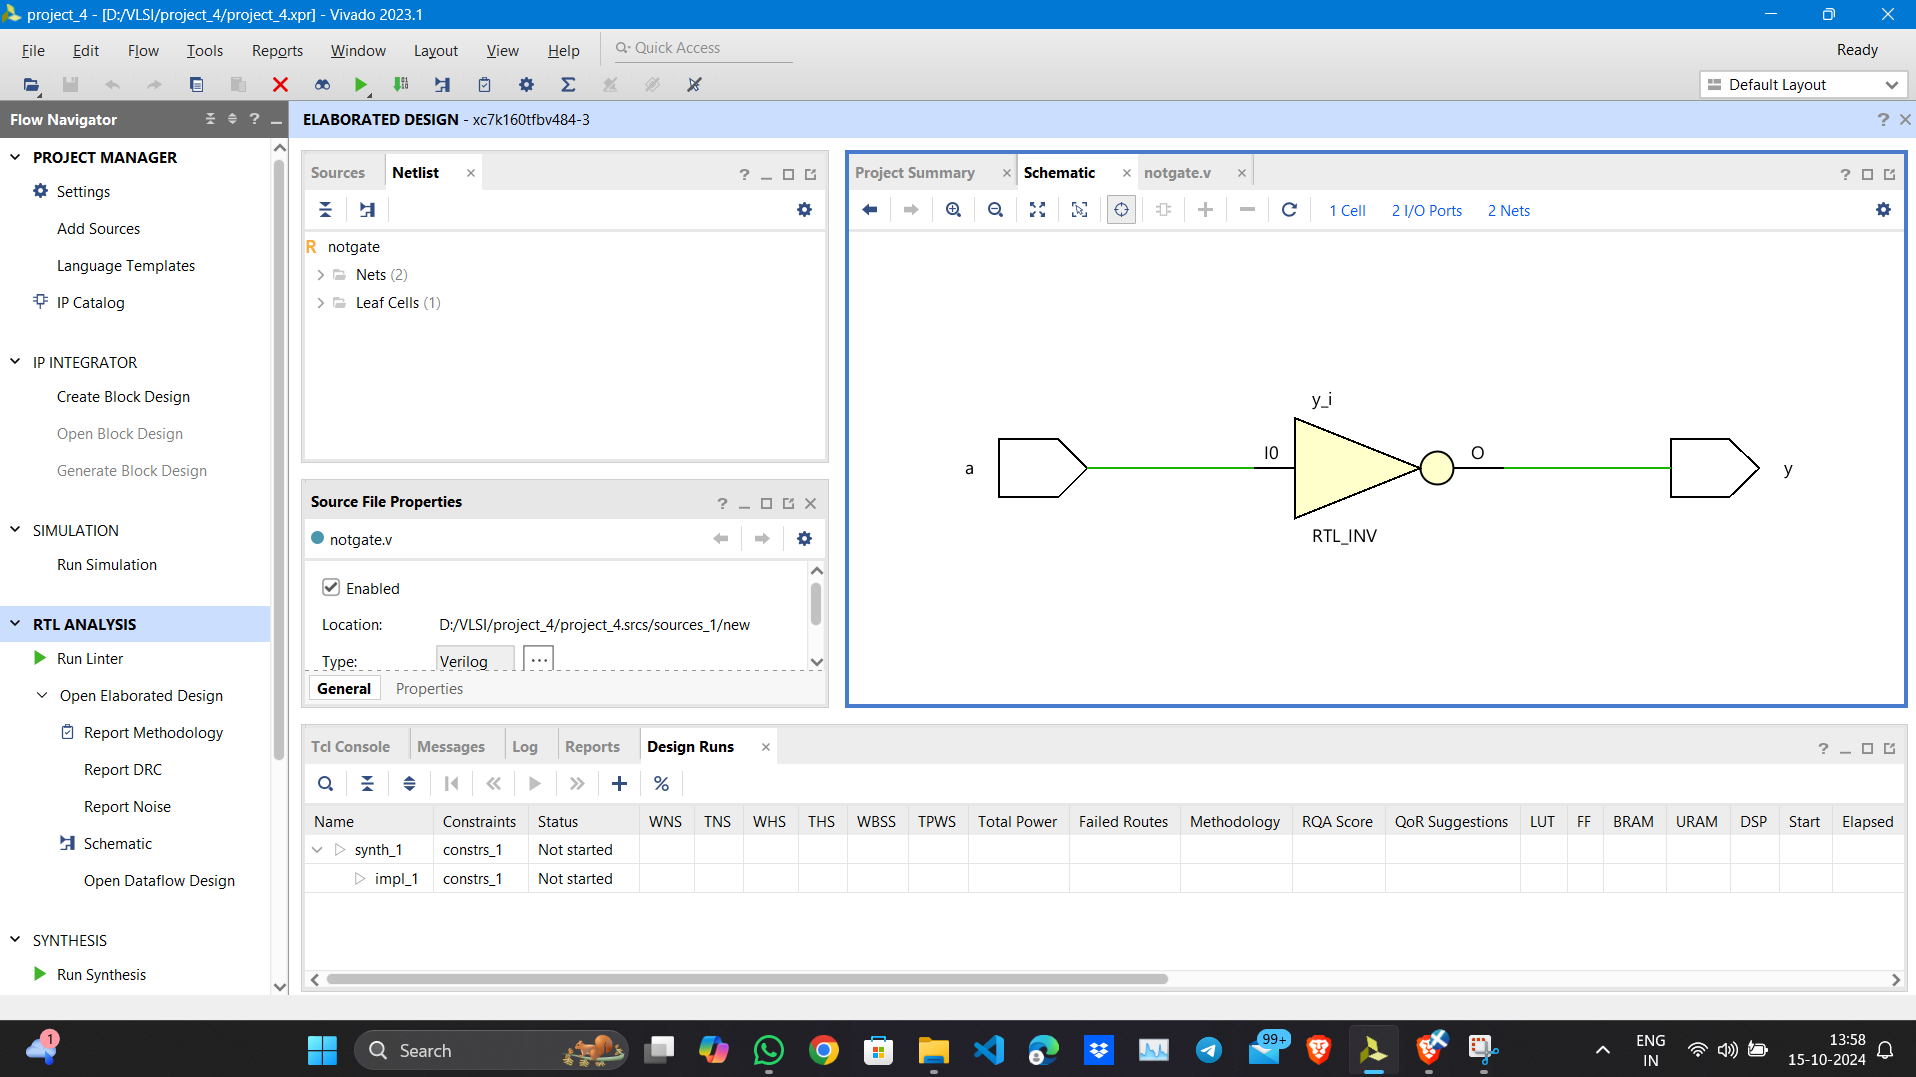 project_4 - [D:/VLSI/project_4/project_4.xpr] - Vivado 2023.1
File Edit Flow Tools Reports Window Layout View Help Quick Access Ready
Default Layout
Flow Navigator
ELABORATED DESIGN - xc7k160tfbv484-3
PROJECT MANAGER
Settings
Add Sources
Language Templates
IP Catalog
IP INTEGRATOR
Create Block Design
Open Block Design
Generate Block Design
SIMULATION
Run Simulation
RTL ANALYSIS
Run Linter
Open Elaborated Design
Report Methodology
Report DRC
Report Noise
Schematic
Open Dataflow Design
SYNTHESIS
Run Synthesis
Sources Netlist
R notgate
Nets (2)
Leaf Cells (1)
Source File Properties
notgate.v
Enabled
Location: D:/VLSI/project_4/project_4.srcs/sources_1/new
Type: Verilog ...
General Properties
Project Summary Schematic notgate.v
1 Cell 2 I/O Ports 2 Nets
y_i
a I0 O y
RTL_INV
Tcl Console Messages Log Reports Design Runs
Name Constraints Status WNS TNS WHS THS WBSS TPWS Total Power Failed Routes Methodology RQA Score QoR Suggestions LUT FF BRAM URAM DSP Start Elapsed
synth_1 constrs_1 Not started
impl_1 constrs_1 Not started
1
Search
99+
ENG
IN
13:58
15-10-2024